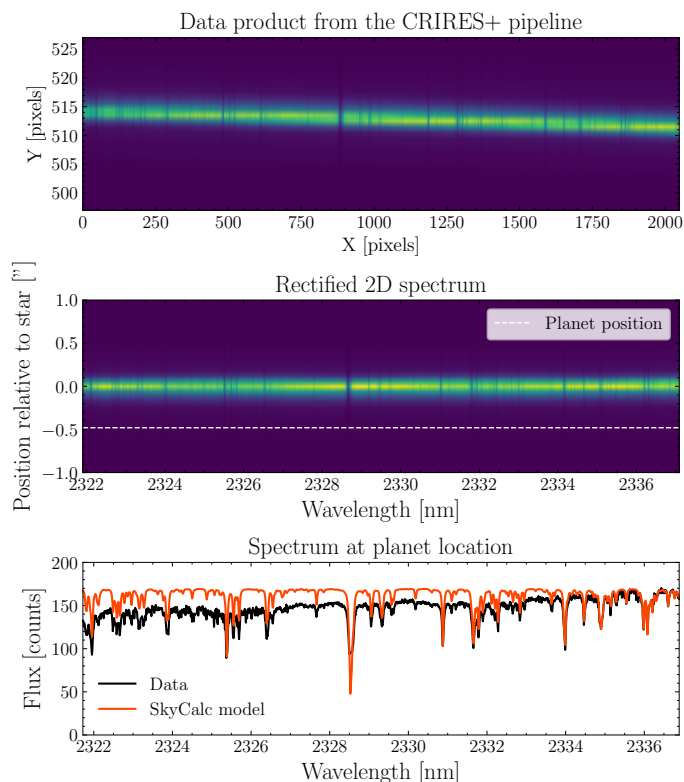 Data product from the CRIRES+ pipeline
Y [pixels]
525
520
515
510
505
500
0 250 500 750 1000 1250 1500 1750 2000
X [pixels]
Rectified 2D spectrum
Position relative to star ["]
1.0
0.5
0.0
−0.5
−1.0
Planet position
2322 2324 2326 2328 2330 2332 2334 2336
Wavelength [nm]
Spectrum at planet location
Flux [counts]
200
150
100
50
0
Data
SkyCalc model
2322 2324 2326 2328 2330 2332 2334 2336
Wavelength [nm]